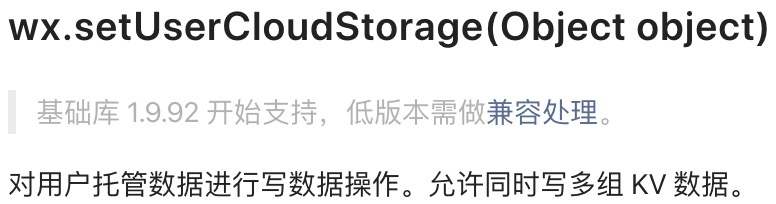 wx.setUserCloudStorage(Object object)
基础库 1.9.92 开始支持，低版本需做兼容处理。
对用户托管数据进行写数据操作。允许同时写多组 KV 数据。